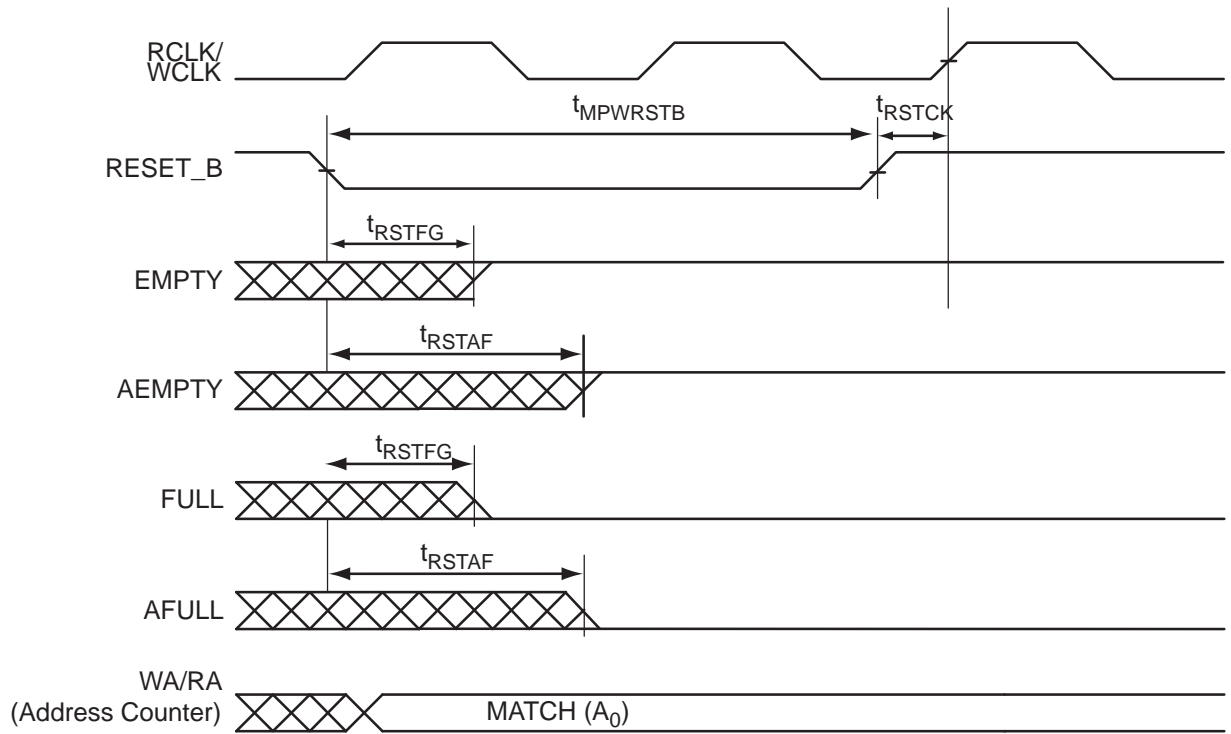 RCLK/
WCLK
tMPWRSTB
tRSTCK
RESET_B
tRSTFG
EMPTY
tRSTAF
AEMPTY
tRSTFG
FULL
tRSTAF
AFULL
WA/RA
(Address Counter)
MATCH (A0)